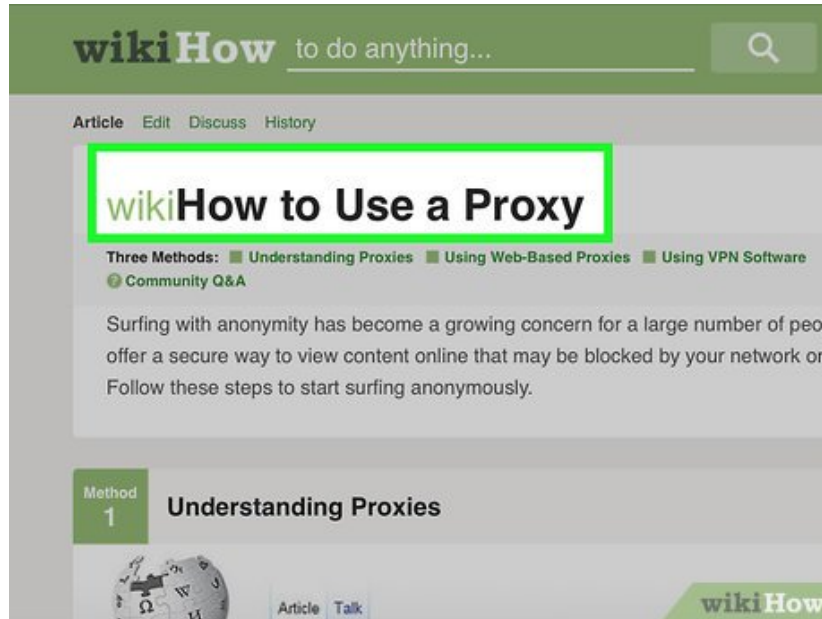 wikiHow to do anything...
Article Edit Discuss History
wikiHow to Use a Proxy
Three Methods: Understanding Proxies Using Web-Based Proxies Using VPN Software
Community Q&A
Surfing with anonymity has become a growing concern for a large number of peo
offer a secure way to view content online that may be blocked by your network or
Follow these steps to start surfing anonymously.
Method
1
Understanding Proxies
Ω W И
Article Talk
wikiHow